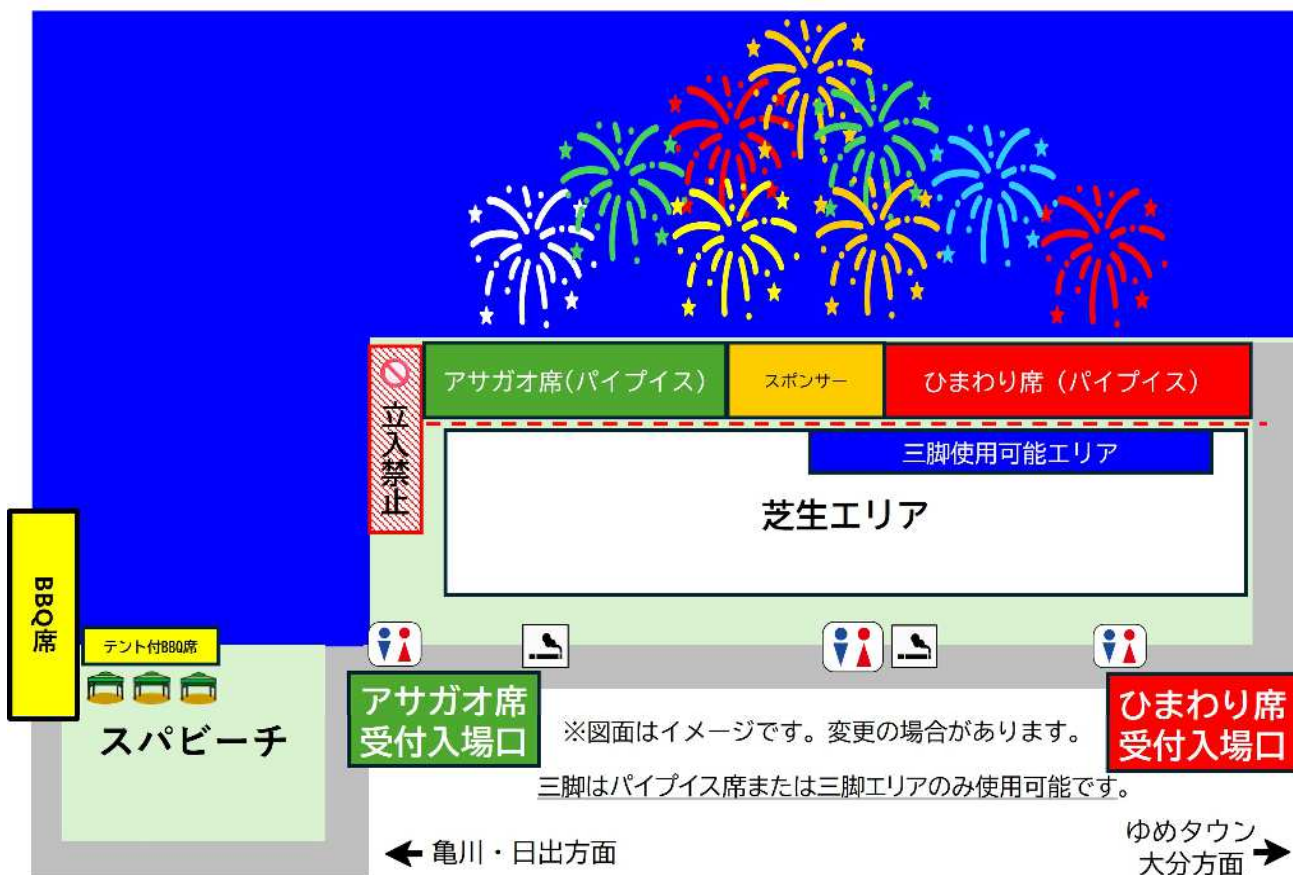 アサガオ席(パイプイス)
スポンサー
ひまわり席（パイプイス）
立入禁止
三脚使用可能エリア
芝生エリア
BBQ席
テント付BBQ席
スパビーチ
アサガオ席
受付入場口
※図面はイメージです。変更の場合があります。
三脚はパイプイス席または三脚エリアのみ使用可能です。
ひまわり席
受付入場口
← 亀川・日出方面
ゆめタウン
大分方面 →